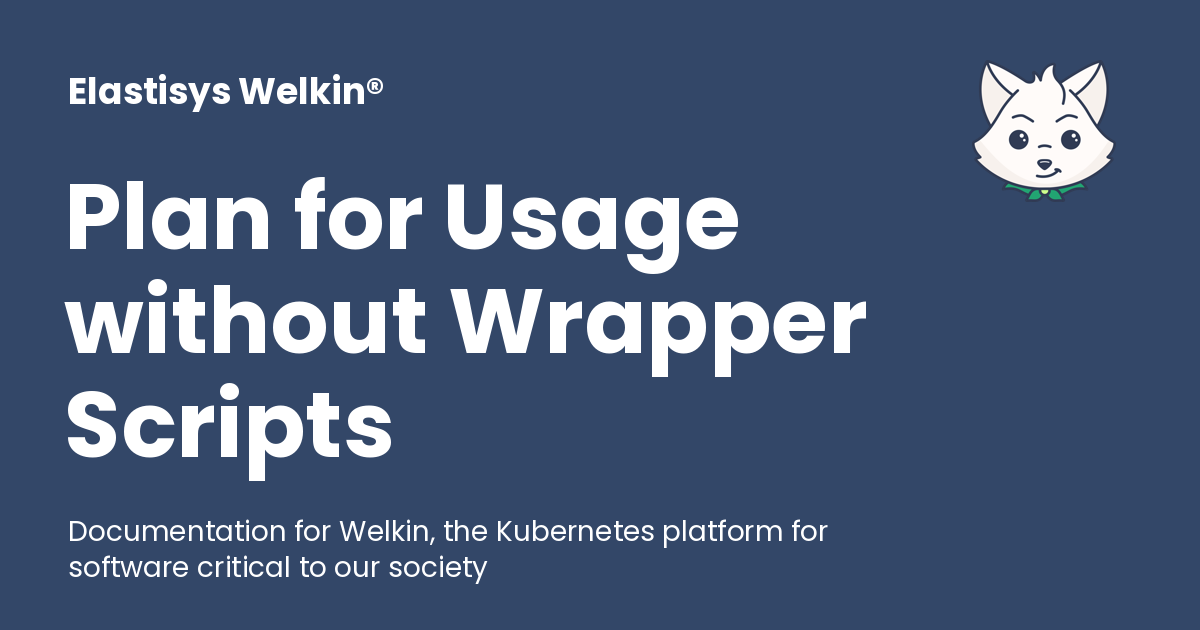 Elastisys Welkin®
Plan for Usage
without Wrapper
Scripts
Documentation for Welkin, the Kubernetes platform for
software critical to our society